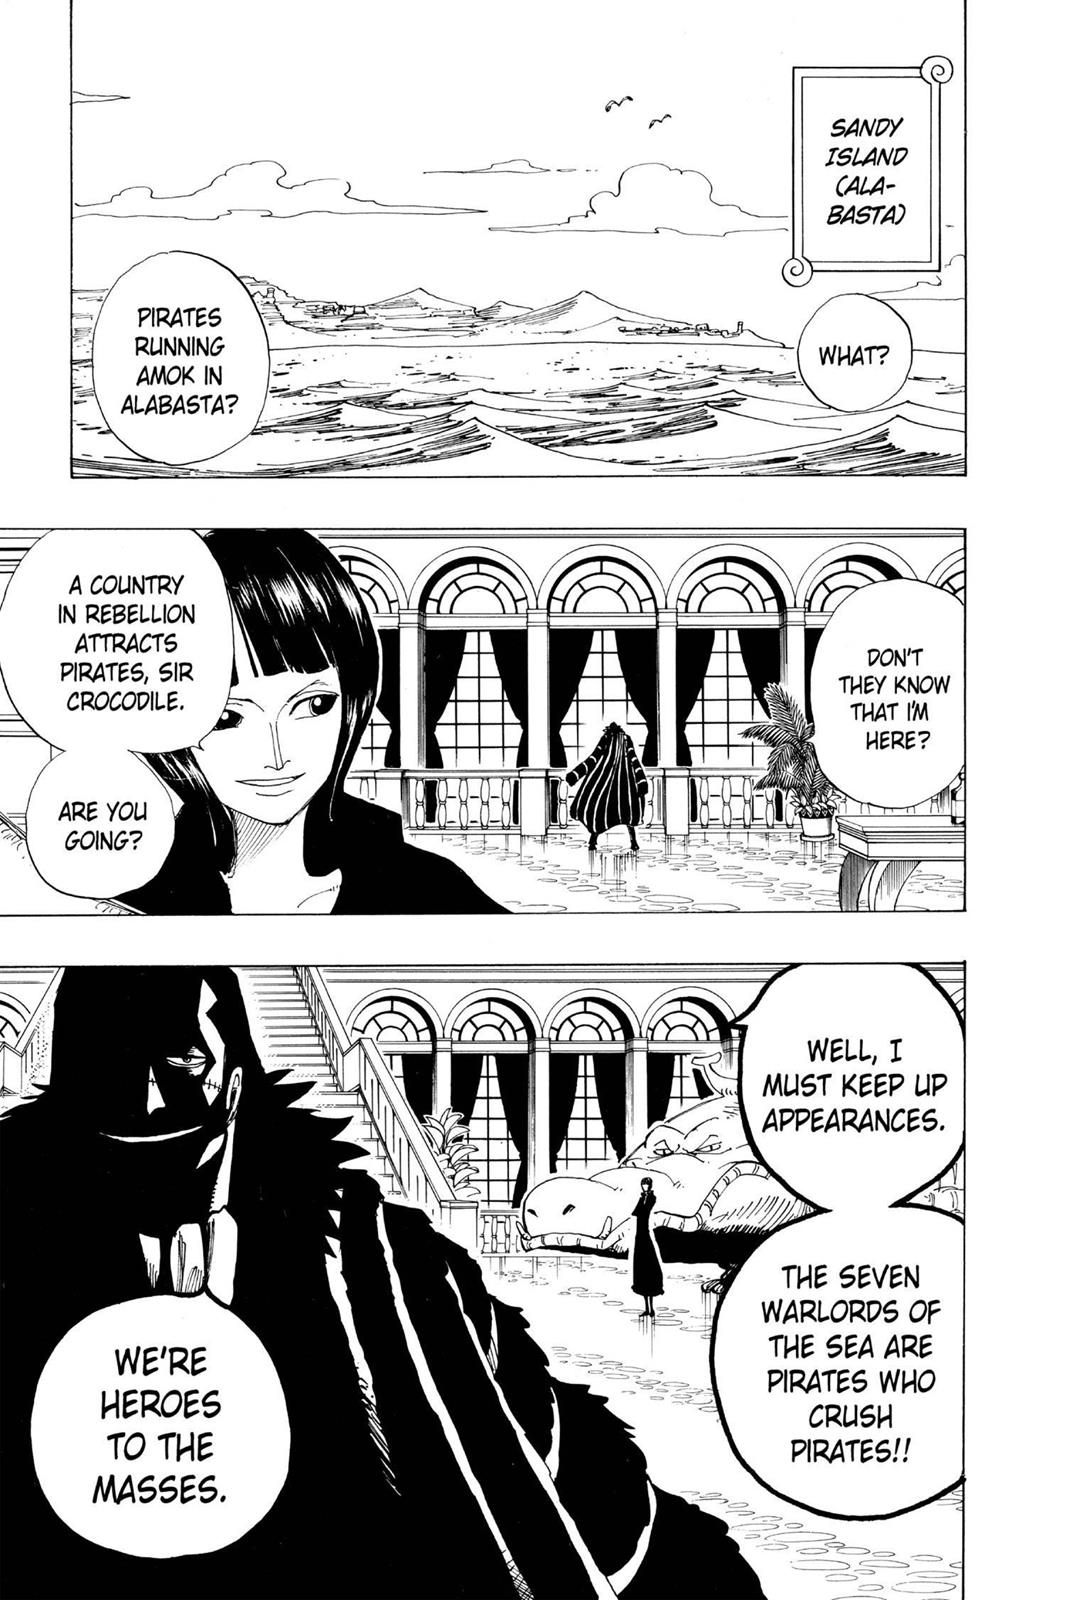 SANDY
ISLAND
(ALA-
BASTA)
WHAT?
PIRATES
RUNNING
AMOK IN
ALABASTA?
DON'T
THEY KNOW
THAT I'M
HERE?
A COUNTRY
IN REBELLION
ATTRACTS
PIRATES, SIR
CROCODILE.
ARE YOU
GOING?
WELL, I
MUST KEEP UP
APPEARANCES.
THE SEVEN
WARLORDS OF
THE SEA ARE
PIRATES WHO
CRUSH
PIRATES!!
WE'RE
HEROES
TO THE
MASSES.